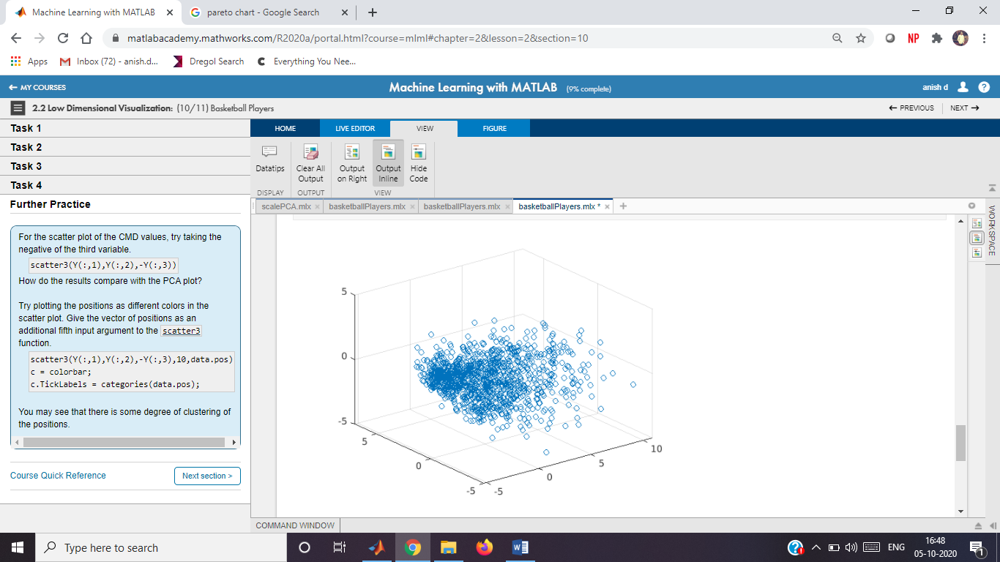 Machine Learning with MATLAB
pareto chart - Google Search
matlabacademy.mathworks.com/R2020a/portal.html?course=mlml#chapter=2&lesson=2&section=10
NP
Apps
Inbox (72) - anish.d...
Dregol Search
Everything You Nee...
← MY COURSES
Machine Learning with MATLAB (9% complete)
anish d
2.2 Low Dimensional Visualization: (10/11) Basketball Players
← PREVIOUS
NEXT →
Task 1
Task 2
Task 3
Task 4
Further Practice
For the scatter plot of the CMD values, try taking the
negative of the third variable.
scatter3(Y(:,1),Y(:,2),-Y(:,3))
How do the results compare with the PCA plot?
Try plotting the positions as different colors in the
scatter plot. Give the vector of positions as an
additional fifth input argument to the scatter3
function.
scatter3(Y(:,1),Y(:,2),-Y(:,3),10,data.pos)
c = colorbar;
c.TickLabels = categories(data.pos);
You may see that there is some degree of clustering of
the positions.
Course Quick Reference
Next section >
HOME
LIVE EDITOR
VIEW
FIGURE
Datatips
Clear All
Output
Output
on Right
Output
Inline
Hide
Code
DISPLAY
OUTPUT
VIEW
scalePCA.mlx
basketballPlayers.mlx
basketballPlayers.mlx
basketballPlayers.mlx *
WORKSPACE
5
0
-5
5
0
-5
-5
0
5
10
COMMAND WINDOW
Type here to search
ENG
16:48
05-10-2020
1